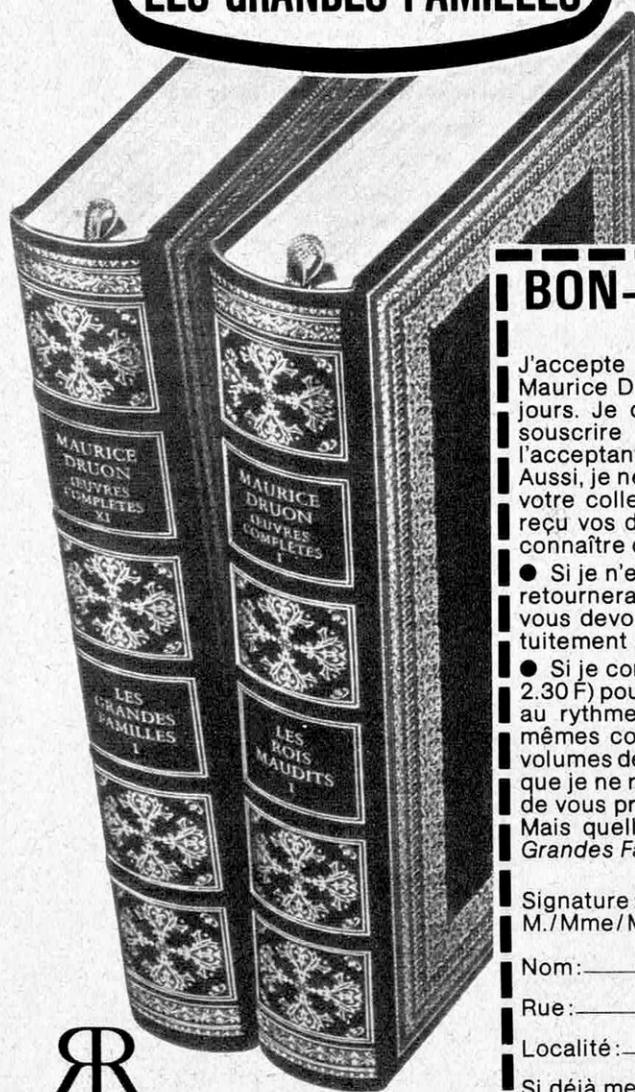 LES GRANDES FAMILLES
MAURICE
DRUON
ŒUVRES
COMPLÈTES
XI
LES
GRANDES
FAMILLES
I
MAURICE
DRUON
ŒUVRES
COMPLÈTES
I
LES
ROIS
MAUDITS
I
BON-
J'accepte
Maurice D
jours. Je
souscrire
l'acceptant
Aussi, je ne
votre colle
reçu vos d
connaître
● Si je n'e
retournera
vous devo
tuitement
● Si je con
2.30 F) pou
au rythme
mêmes co
volumes de
que je ne r
de vous pr
Mais quell
Grandes Fa
Signature
M./Mme/M
Nom:
Rue:
Localité:
Si déjà me